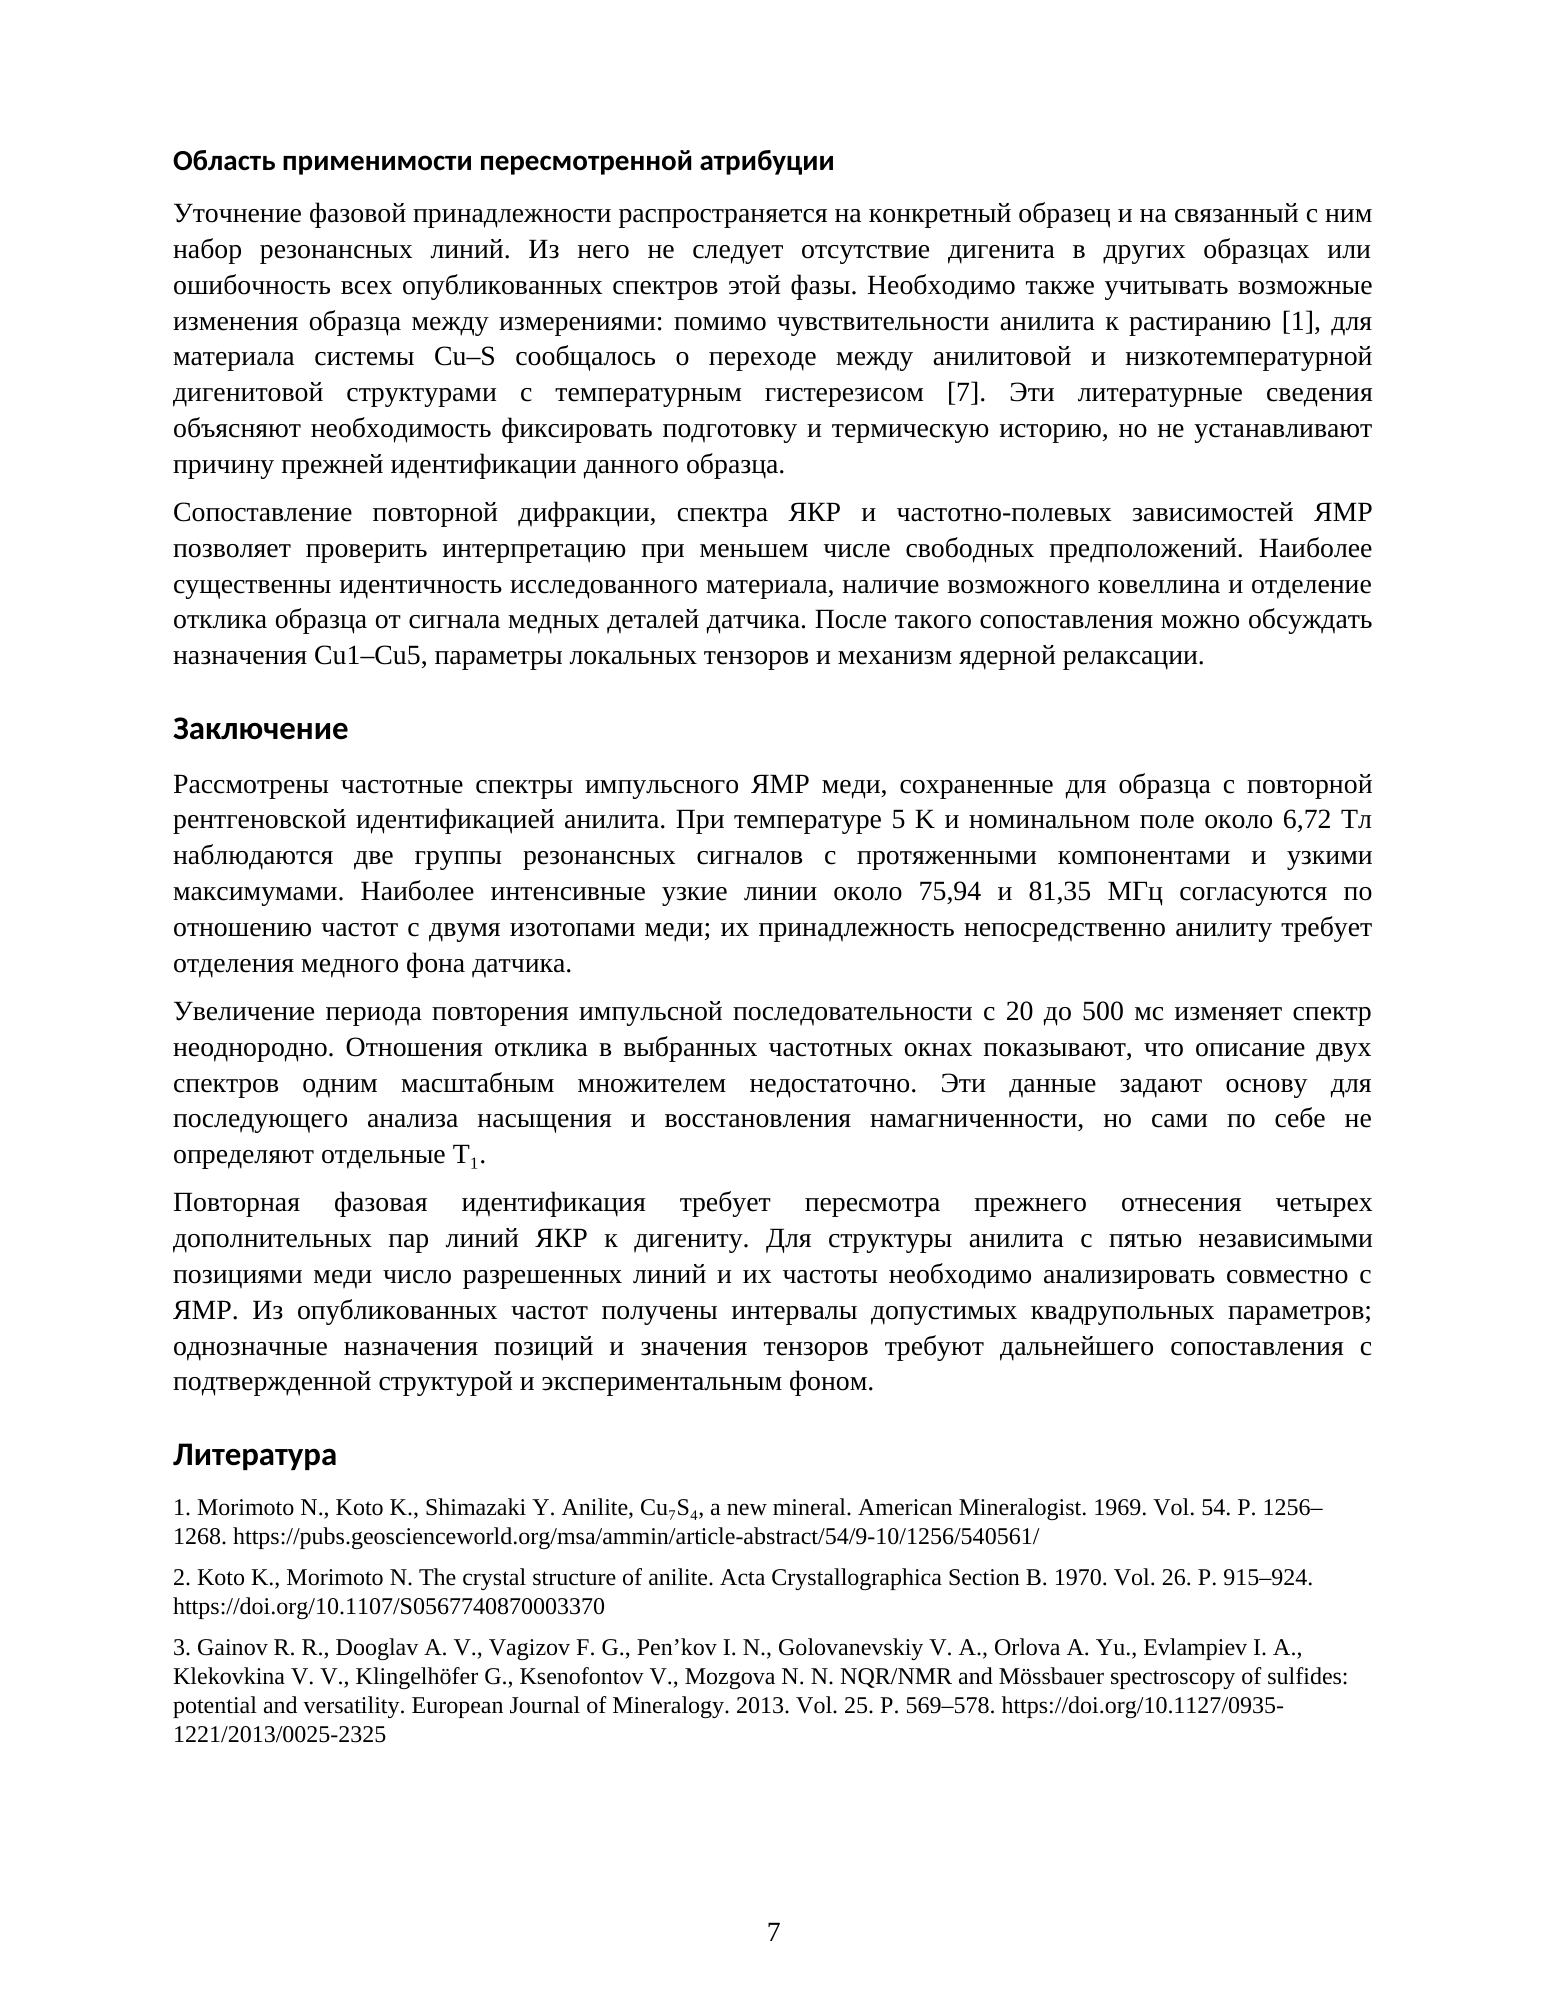 Область применимости пересмотренной атрибуции
Уточнение фазовой принадлежности распространяется на конкретный образец и на связанный с ним
набор резонансных линий. Из него не следует отсутствие дигенита в других образцах или
ошибочность всех опубликованных спектров этой фазы. Необходимо также учитывать возможные
изменения образца между измерениями: помимо чувствительности анилита к растиранию [1], для
материала системы Cu–S сообщалось о переходе между анилитовой и низкотемпературной
дигенитовой структурами с температурным гистерезисом [7]. Эти литературные сведения
объясняют необходимость фиксировать подготовку и термическую историю, но не устанавливают
причину прежней идентификации данного образца.
Сопоставление повторной дифракции, спектра ЯКР и частотно-полевых зависимостей ЯМР
позволяет проверить интерпретацию при меньшем числе свободных предположений. Наиболее
существенны идентичность исследованного материала, наличие возможного ковеллина и отделение
отклика образца от сигнала медных деталей датчика. После такого сопоставления можно обсуждать
назначения Cu1–Cu5, параметры локальных тензоров и механизм ядерной релаксации.
Заключение
Рассмотрены частотные спектры импульсного ЯМР меди, сохраненные для образца с повторной
рентгеновской идентификацией анилита. При температуре 5 К и номинальном поле около 6,72 Тл
наблюдаются две группы резонансных сигналов с протяженными компонентами и узкими
максимумами. Наиболее интенсивные узкие линии около 75,94 и 81,35 МГц согласуются по
отношению частот с двумя изотопами меди; их принадлежность непосредственно анилиту требует
отделения медного фона датчика.
Увеличение периода повторения импульсной последовательности с 20 до 500 мс изменяет спектр
неоднородно. Отношения отклика в выбранных частотных окнах показывают, что описание двух
спектров одним масштабным множителем недостаточно. Эти данные задают основу для
последующего анализа насыщения и восстановления намагниченности, но сами по себе не
определяют отдельные T₁.
Повторная фазовая идентификация требует пересмотра прежнего отнесения четырех
дополнительных пар линий ЯКР к дигениту. Для структуры анилита с пятью независимыми
позициями меди число разрешенных линий и их частоты необходимо анализировать совместно с
ЯМР. Из опубликованных частот получены интервалы допустимых квадрупольных параметров;
однозначные назначения позиций и значения тензоров требуют дальнейшего сопоставления с
подтвержденной структурой и экспериментальным фоном.
Литература
1. Morimoto N., Koto K., Shimazaki Y. Anilite, Cu₇S₄, a new mineral. American Mineralogist. 1969. Vol. 54. P. 1256–
1268. https://pubs.geoscienceworld.org/msa/ammin/article-abstract/54/9-10/1256/540561/
2. Koto K., Morimoto N. The crystal structure of anilite. Acta Crystallographica Section B. 1970. Vol. 26. P. 915–924.
https://doi.org/10.1107/S0567740870003370
3. Gainov R. R., Dooglav A. V., Vagizov F. G., Pen’kov I. N., Golovanevskiy V. A., Orlova A. Yu., Evlampiev I. A.,
Klekovkina V. V., Klingelhöfer G., Ksenofontov V., Mozgova N. N. NQR/NMR and Mössbauer spectroscopy of sulfides:
potential and versatility. European Journal of Mineralogy. 2013. Vol. 25. P. 569–578. https://doi.org/10.1127/0935-
1221/2013/0025-2325
7